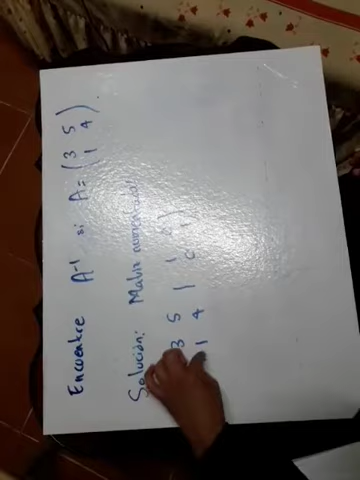 Encuentre A⁻¹ si A = (3 5
1 4).
Solución: Matriz aumentada:
3 5 | 1 0
1 4 0 1)